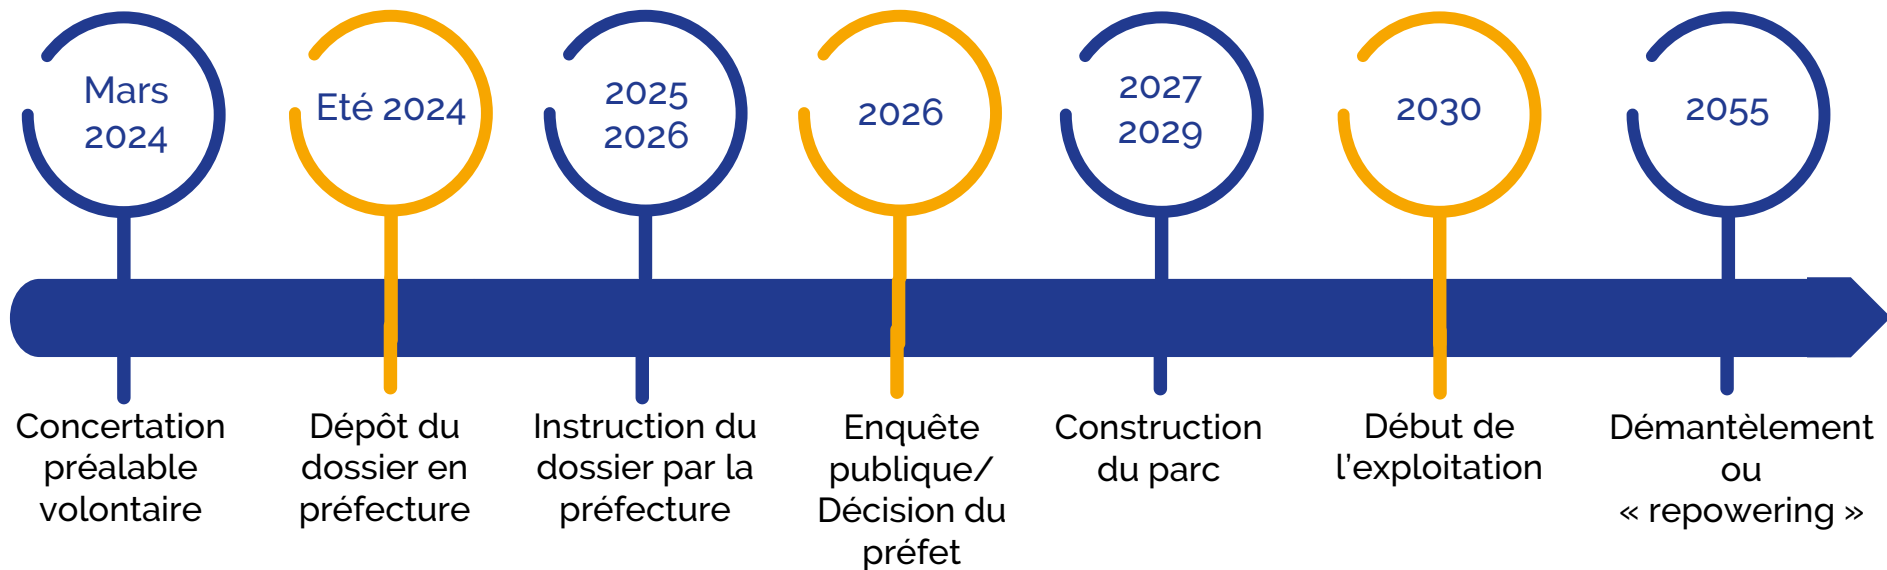 Mars
2024
Eté 2024
2025
2026
2026
2027
2029
2030
2055
Concertation
préalable
volontaire
Dépôt du
dossier en
préfecture
Instruction du
dossier par la
préfecture
Enquête
publique/
Décision du
préfet
Construction
du parc
Début de
l'exploitation
Démantèlement
ou
« repowering »